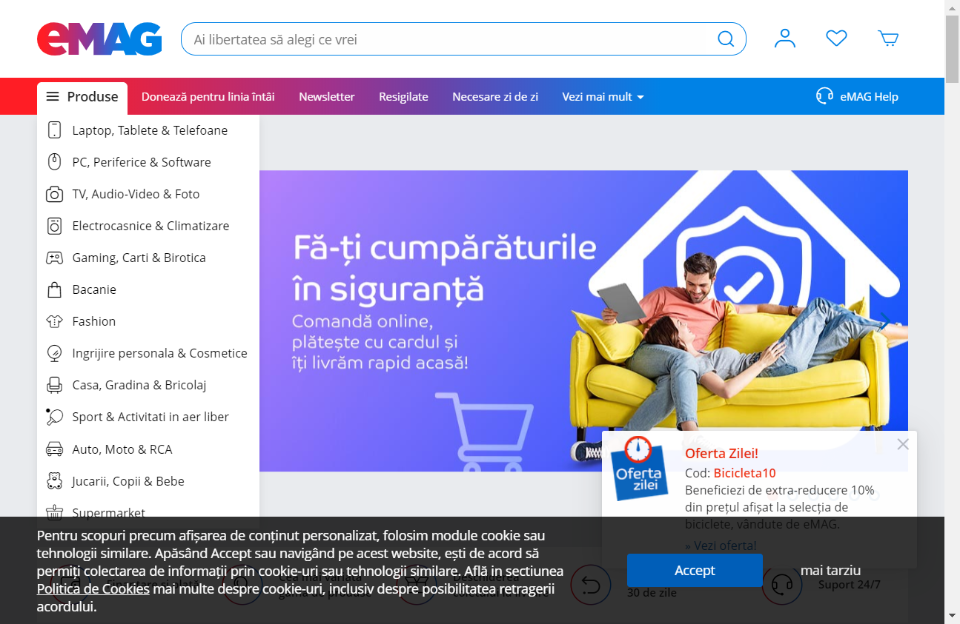 eMAG
Ai libertatea să alegi ce vrei
Produse
Donează pentru linia întâi
Newsletter
Resigilate
Necesare zi de zi
Vezi mai mult
eMAG Help
Laptop, Tablete & Telefoane
PC, Periferice & Software
TV, Audio-Video & Foto
Electrocasnice & Climatizare
Gaming, Carti & Birotica
Bacanie
Fashion
Ingrijire personala & Cosmetice
Casa, Gradina & Bricolaj
Sport & Activitati in aer liber
Auto, Moto & RCA
Jucarii, Copii & Bebe
Supermarket
Fă-ți cumpărăturile
în siguranță
Comandă online,
plătește cu cardul și
îți livrăm rapid acasă!
Oferta
zilei
Oferta Zilei!
Cod: Bicicleta10
Beneficiezi de extra-reducere 10%
din prețul afișat la selecția de
biciclete, vândute de eMAG.
» Vezi oferta!
Pentru scopuri precum afișarea de conținut personalizat, folosim module cookie sau
tehnologii similare. Apăsând Accept sau navigând pe acest website, ești de acord să
permiți colectarea de informații prin cookie-uri sau tehnologii similare. Află in sectiunea
Politica de Cookies mai multe despre cookie-uri, inclusiv despre posibilitatea retragerii
acordului.
Accept
mai tarziu
30 de zile
Suport 24/7